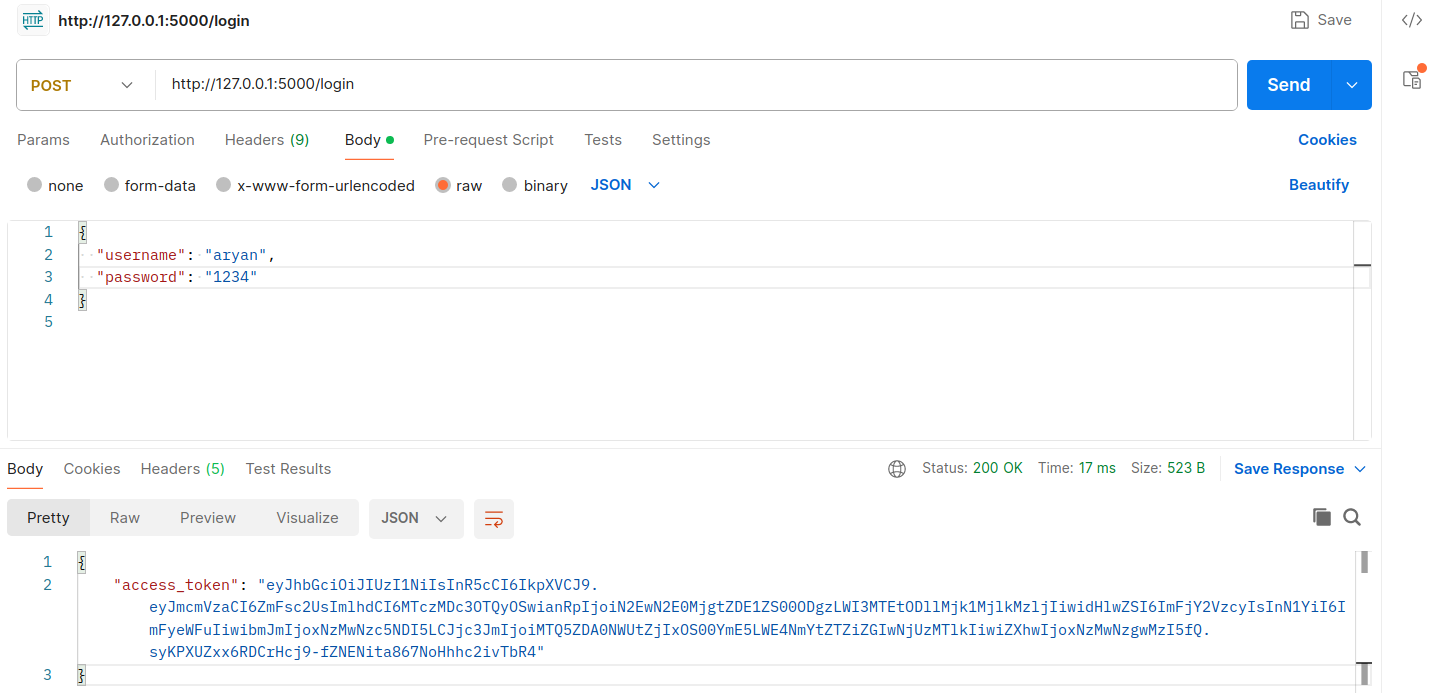 HTTP http://127.0.0.1:5000/login Save
POST http://127.0.0.1:5000/login Send
Params Authorization Headers (9) Body Pre-request Script Tests Settings Cookies
none form-data x-www-form-urlencoded raw binary JSON Beautify
1 {
2 "username": "aryan",
3 "password": "1234"
4 }
5
Body Cookies Headers (5) Test Results Status: 200 OK Time: 17 ms Size: 523 B Save Response
Pretty Raw Preview Visualize JSON
1 {
2 "access_token": "eyJhbGciOiJIUzI1NiIsInR5cCI6IkpXVCJ9.
eyJmcmVzaCI6ZmFsc2UsImlhdCI6MTczMDc3OTQyOSwianRpIjoiN2EwN2E0MjgtZDE1ZS00ODgzLWI3MTEtODllMjk1MjlkMzljIiwidHlwZSI6ImFjY2VzcyIsInN1YiI6I
mFyeWFuIiwibmJmIjoxNzMwNzc5NDI5LCJjc3JmIjoiMTQ5ZDA0NWUtZjIxOS00YmE5LWE4NmYtZTZiZGIwNjUzMTlkIiwiZXhwIjoxNzMwNzgwMzI5fQ.
syKPXUZxx6RDCrHcj9-fZNENita867NoHhhc2ivTbR4"
3 }